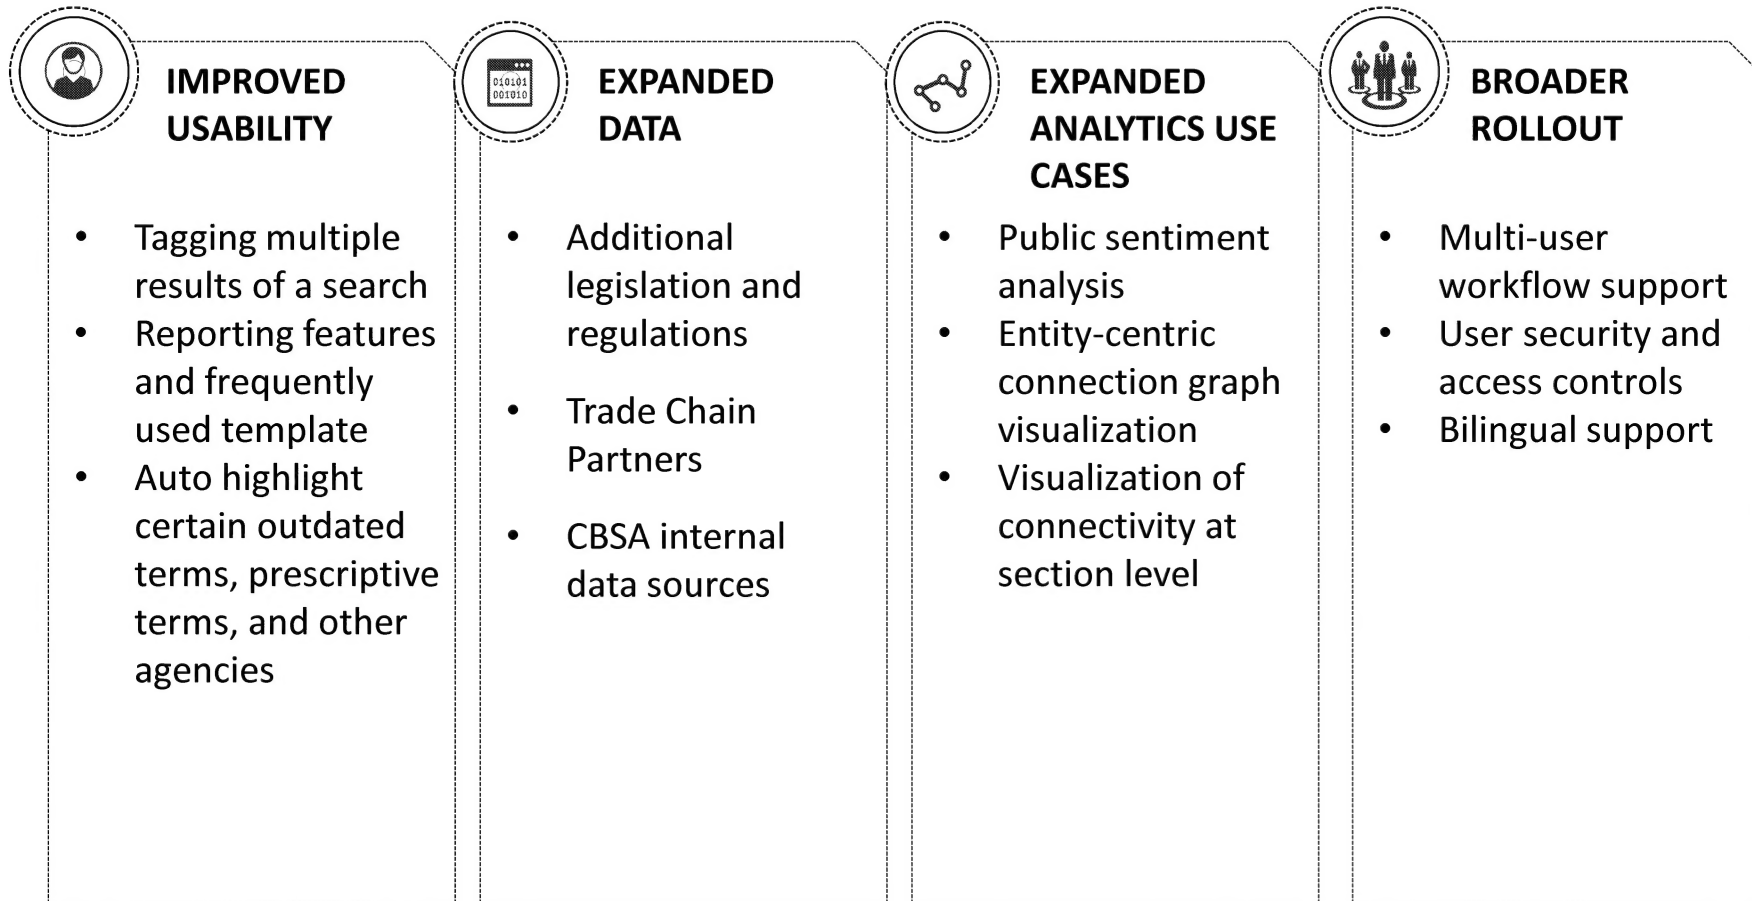 IMPROVED
USABILITY
• Tagging multiple
results of a search
• Reporting features
and frequently
used template
• Auto highlight
certain outdated
terms, prescriptive
terms, and other
agencies
010101
001010
EXPANDED
DATA
• Additional
legislation and
regulations
• Trade Chain
Partners
• CBSA internal
data sources
EXPANDED
ANALYTICS USE
CASES
• Public sentiment
analysis
• Entity-centric
connection graph
visualization
• Visualization of
connectivity at
section level
BROADER
ROLLOUT
• Multi-user
workflow support
• User security and
access controls
• Bilingual support